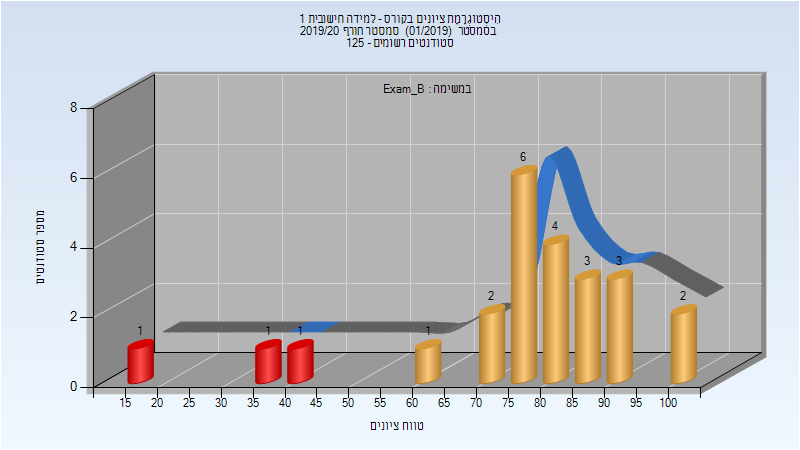 היסטוגרמת ציונים בקורס - למידה חישובית 1
בסמסטר (01/2019) סמסטר חורף 2019/20
סטודנטים רשומים - 125
במשימה : Exam_B
מספר סטודנטים
8
6
4
2
0
1
1
1
1
2
6
4
3
3
2
15 20 25 30 35 40 45 50 55 60 65 70 75 80 85 90 95 100
טווח ציונים